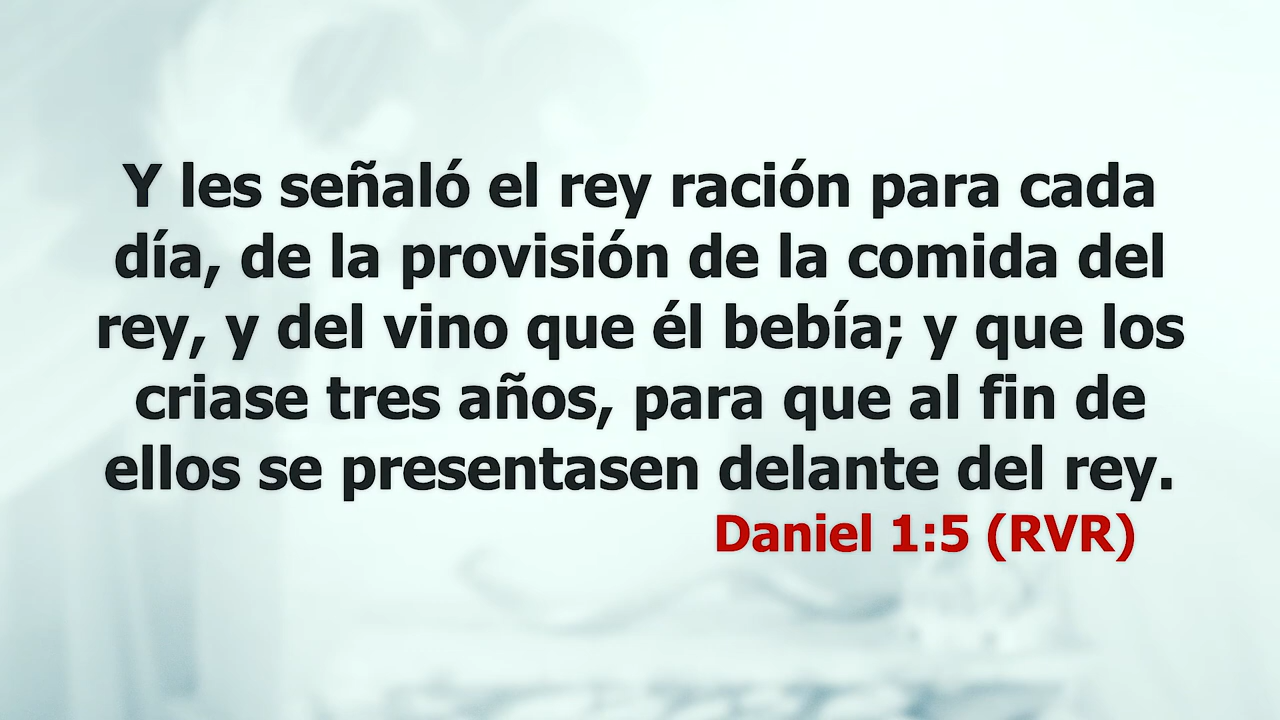 Y les señaló el rey ración para cada
día, de la provisión de la comida del
rey, y del vino que él bebía; y que los
criase tres años, para que al fin de
ellos se presentasen delante del rey.
Daniel 1:5 (RVR)